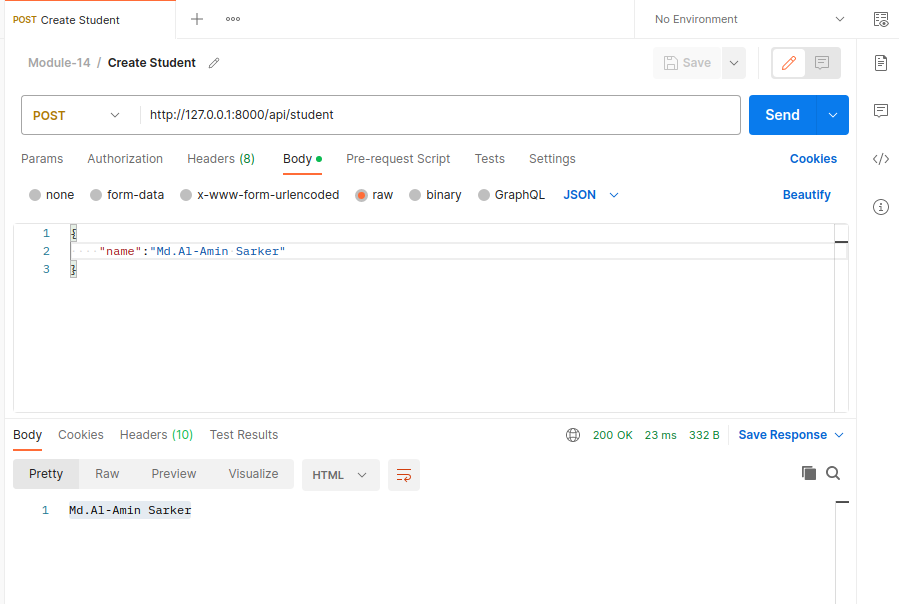 POST Create Student
No Environment
Module-14 / Create Student
Save
POST http://127.0.0.1:8000/api/student
Send
Params Authorization Headers (8) Body Pre-request Script Tests Settings Cookies
none form-data x-www-form-urlencoded raw binary GraphQL JSON Beautify
1 {
2 "name":"Md.Al-Amin Sarker"
3 }
Body Cookies Headers (10) Test Results 200 OK 23 ms 332 B Save Response
Pretty Raw Preview Visualize HTML
1 Md.Al-Amin Sarker